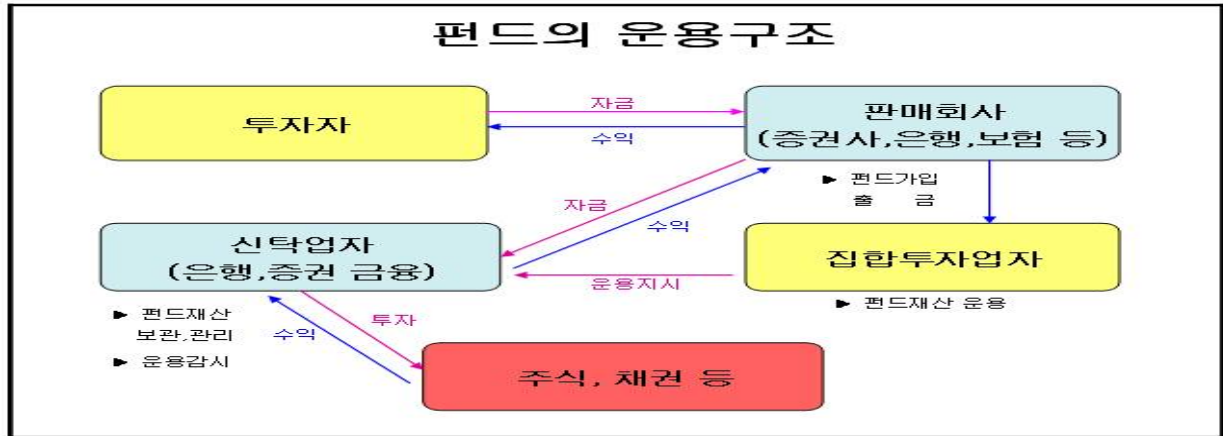 펀드의 운용구조
투자자
자금
수익
판매회사
(증권사,은행,보험 등)
▶ 펀드가입
출 금
자금
수익
신탁업자
(은행,증권 금융)
운용지시
집합투자업자
▶ 펀드재산 운용
▶ 펀드재산
보관,관리
▶ 운용감시
투자
수익
주식, 채권 등